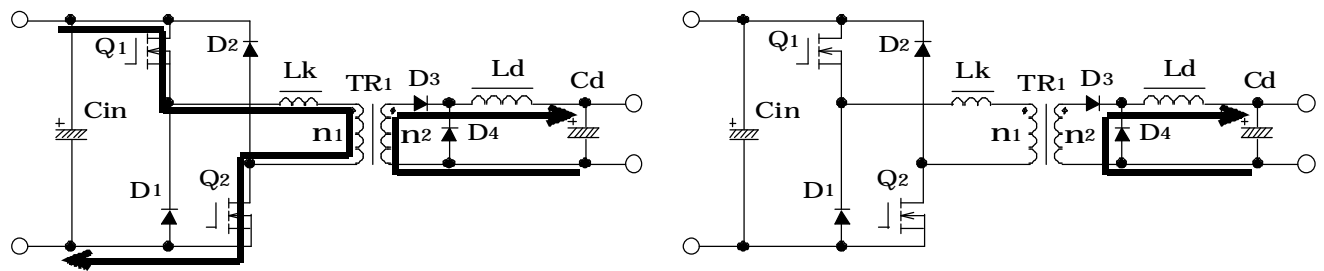 Q1
D2
Lk
TR1
D3
Ld
Cd
+
Cin
n1
n2
D4
+
D1
Q2
Q1
D2
Lk
TR1
D3
Ld
Cd
+
Cin
n1
n2
D4
+
D1
Q2